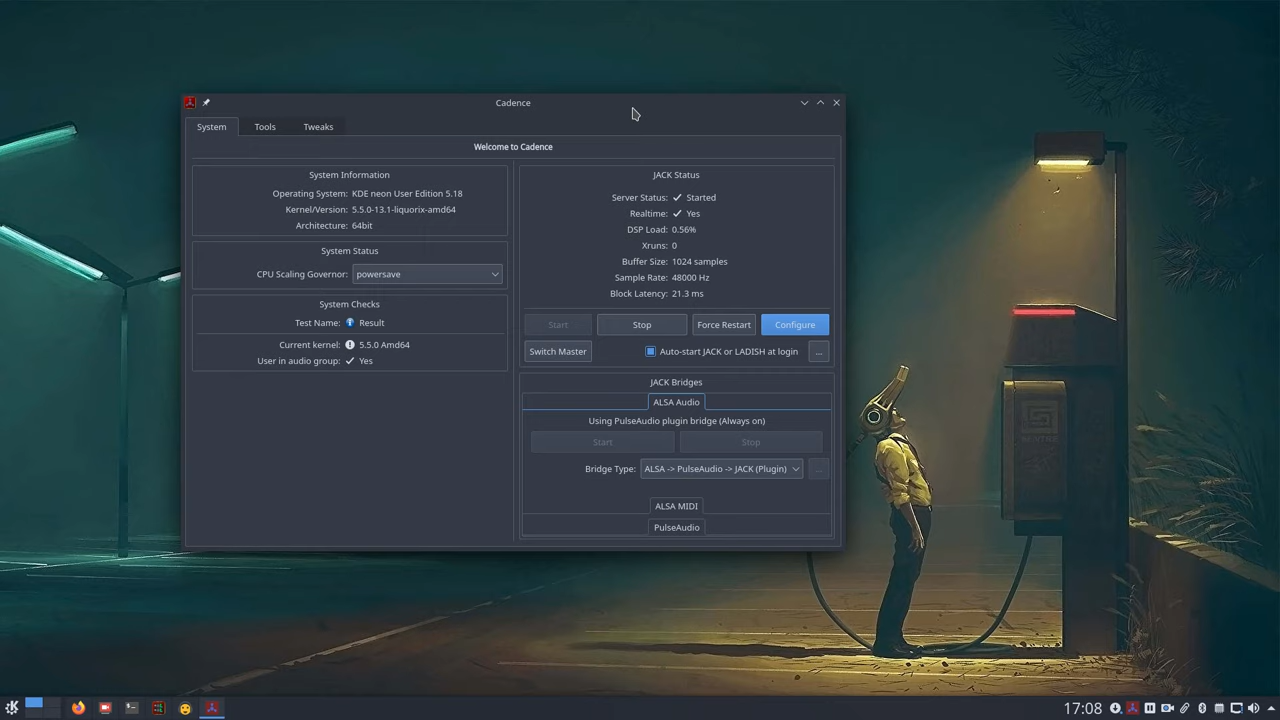 Cadence
System
Tools
Tweaks
Welcome to Cadence
System Information
Operating System: KDE neon User Edition 5.18
Kernel/Version: 5.5.0-13.1-liquorix-amd64
Architecture: 64bit
System Status
CPU Scaling Governor: powersave
System Checks
Test Name: Result
Current kernel: 5.5.0 Amd64
User in audio group: Yes
JACK Status
Server Status: Started
Realtime: Yes
DSP Load: 0.56%
Xruns: 0
Buffer Size: 1024 samples
Sample Rate: 48000 Hz
Block Latency: 21.3 ms
Start
Stop
Force Restart
Configure
Switch Master
Auto-start JACK or LADISH at login
...
JACK Bridges
ALSA Audio
Using PulseAudio plugin bridge (Always on)
Start
Stop
Bridge Type: ALSA -> PulseAudio -> JACK (Plugin)
...
ALSA MIDI
PulseAudio
17:08